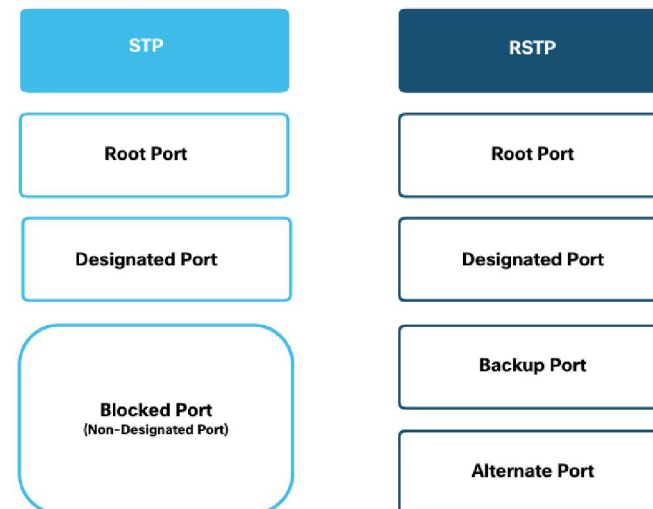 STP
Root Port
Designated Port
Blocked Port
(Non-Designated Port)
RSTP
Root Port
Designated Port
Backup Port
Alternate Port